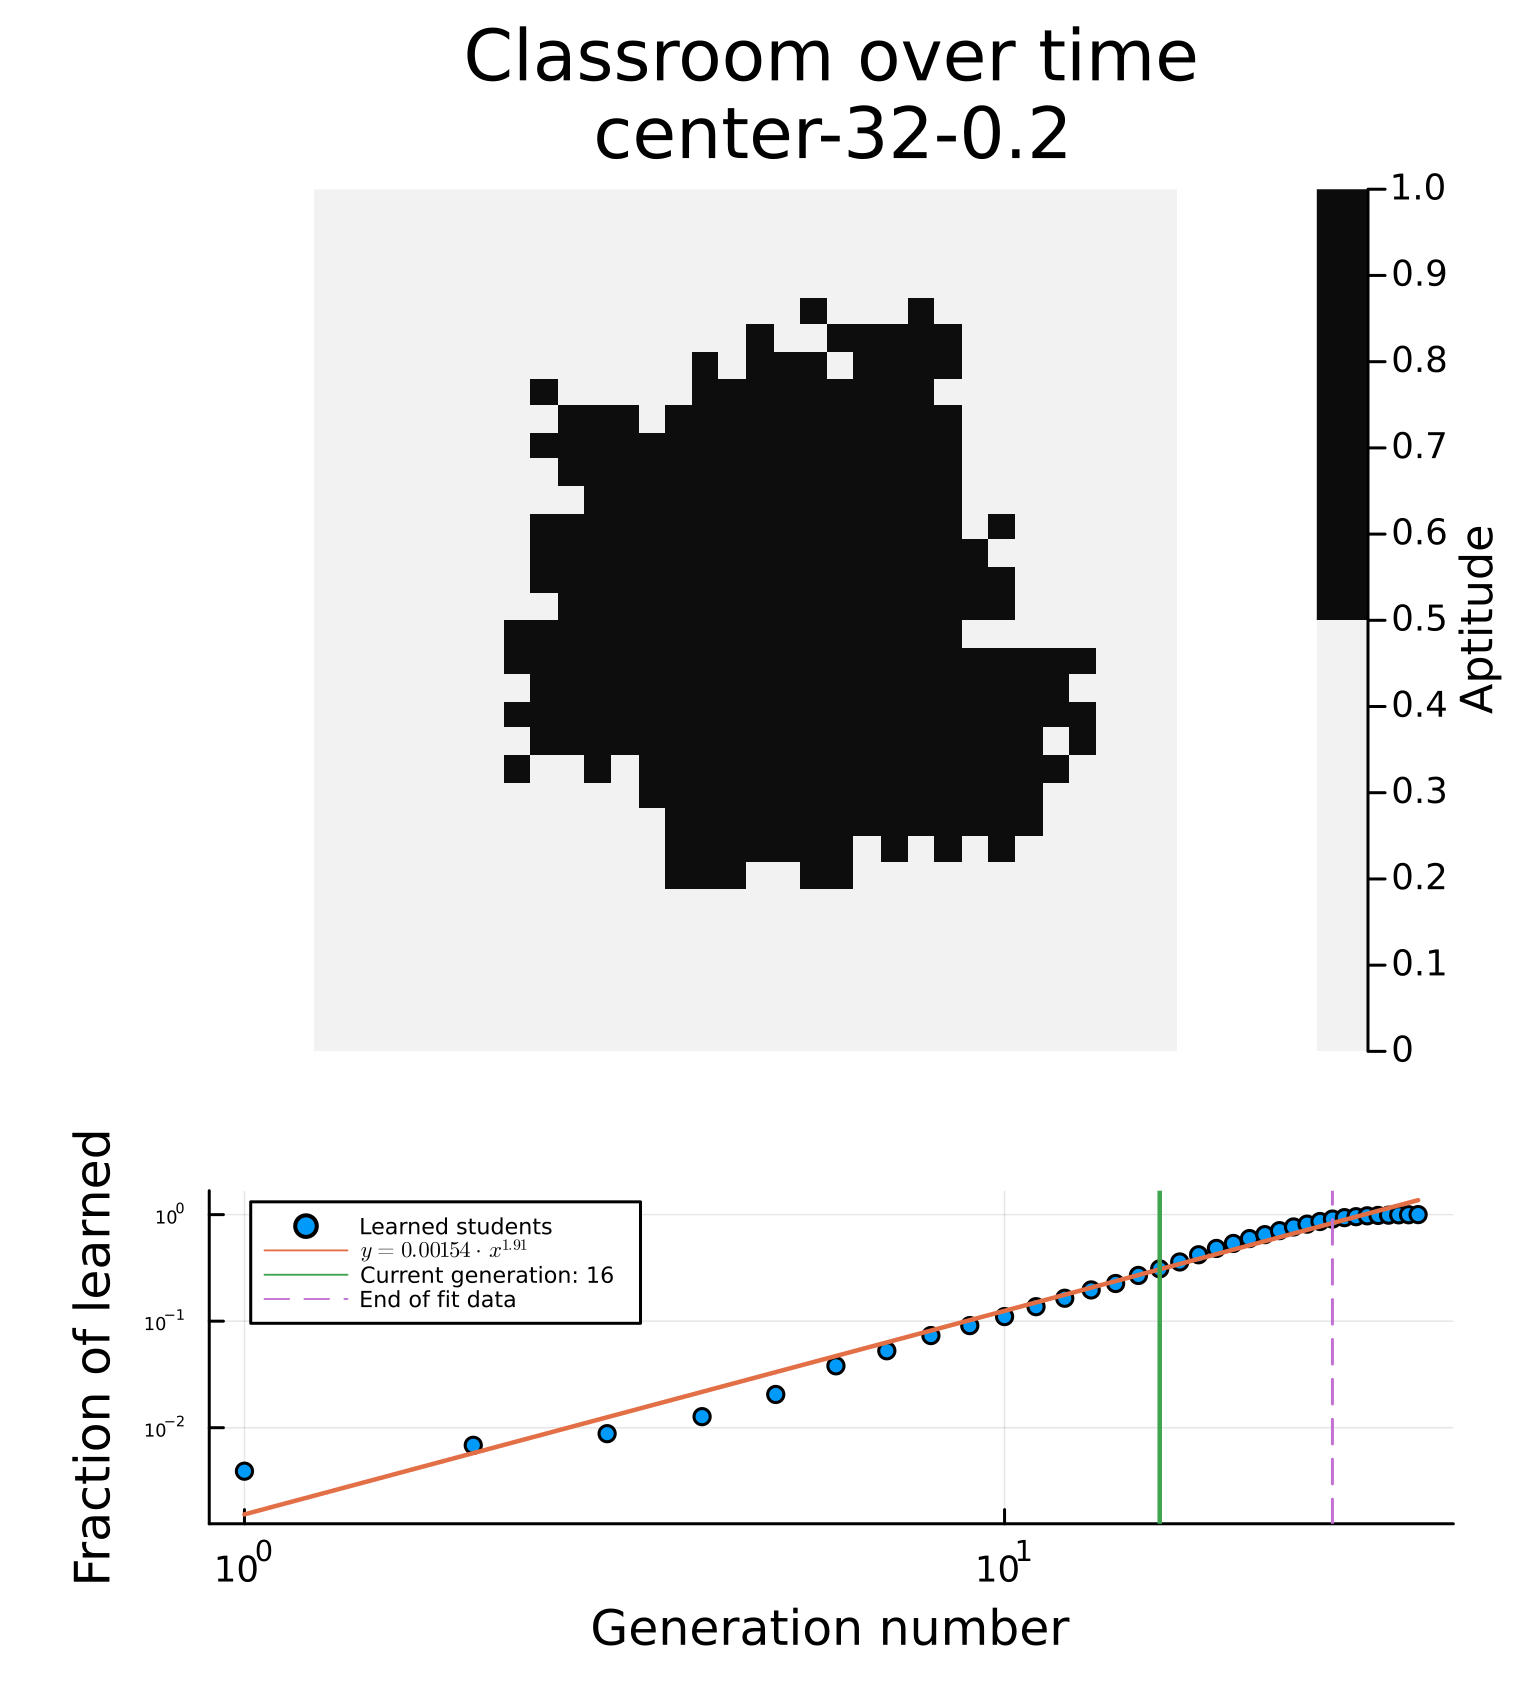 Classroom over time
center-32-0.2
1.0
0.9
0.8
0.7
0.6
0.5
0.4
0.3
0.2
0.1
0
Aptitude
Fraction of learned
10⁰
10⁻¹
10⁻²
Learned students
y = 0.00154 · x¹·⁹¹
Current generation: 16
End of fit data
10⁰
10¹
Generation number